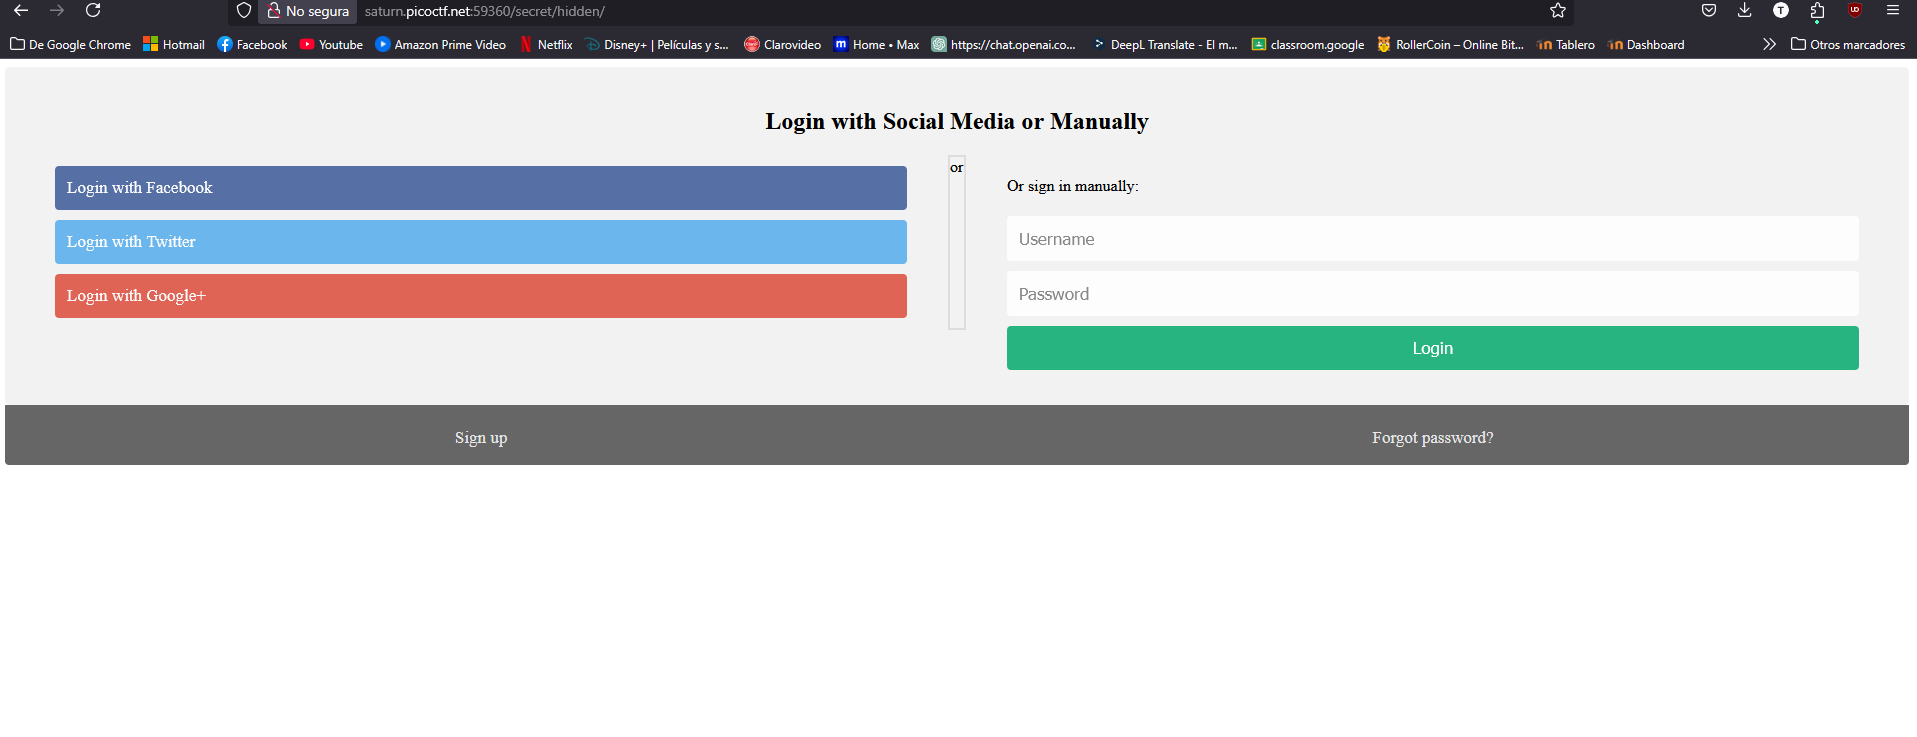 No segura saturn.picoctf.net:59360/secret/hidden/
De Google Chrome Hotmail Facebook Youtube Amazon Prime Video Netflix Disney+ | Películas y s... Clarovideo Home • Max https://chat.openai.co... DeepL Translate - El m... classroom.google RollerCoin – Online Bit... Tablero Dashboard Otros marcadores
Login with Social Media or Manually
Login with Facebook
Login with Twitter
Login with Google+
or
Or sign in manually:
Username
Password
Login
Sign up
Forgot password?